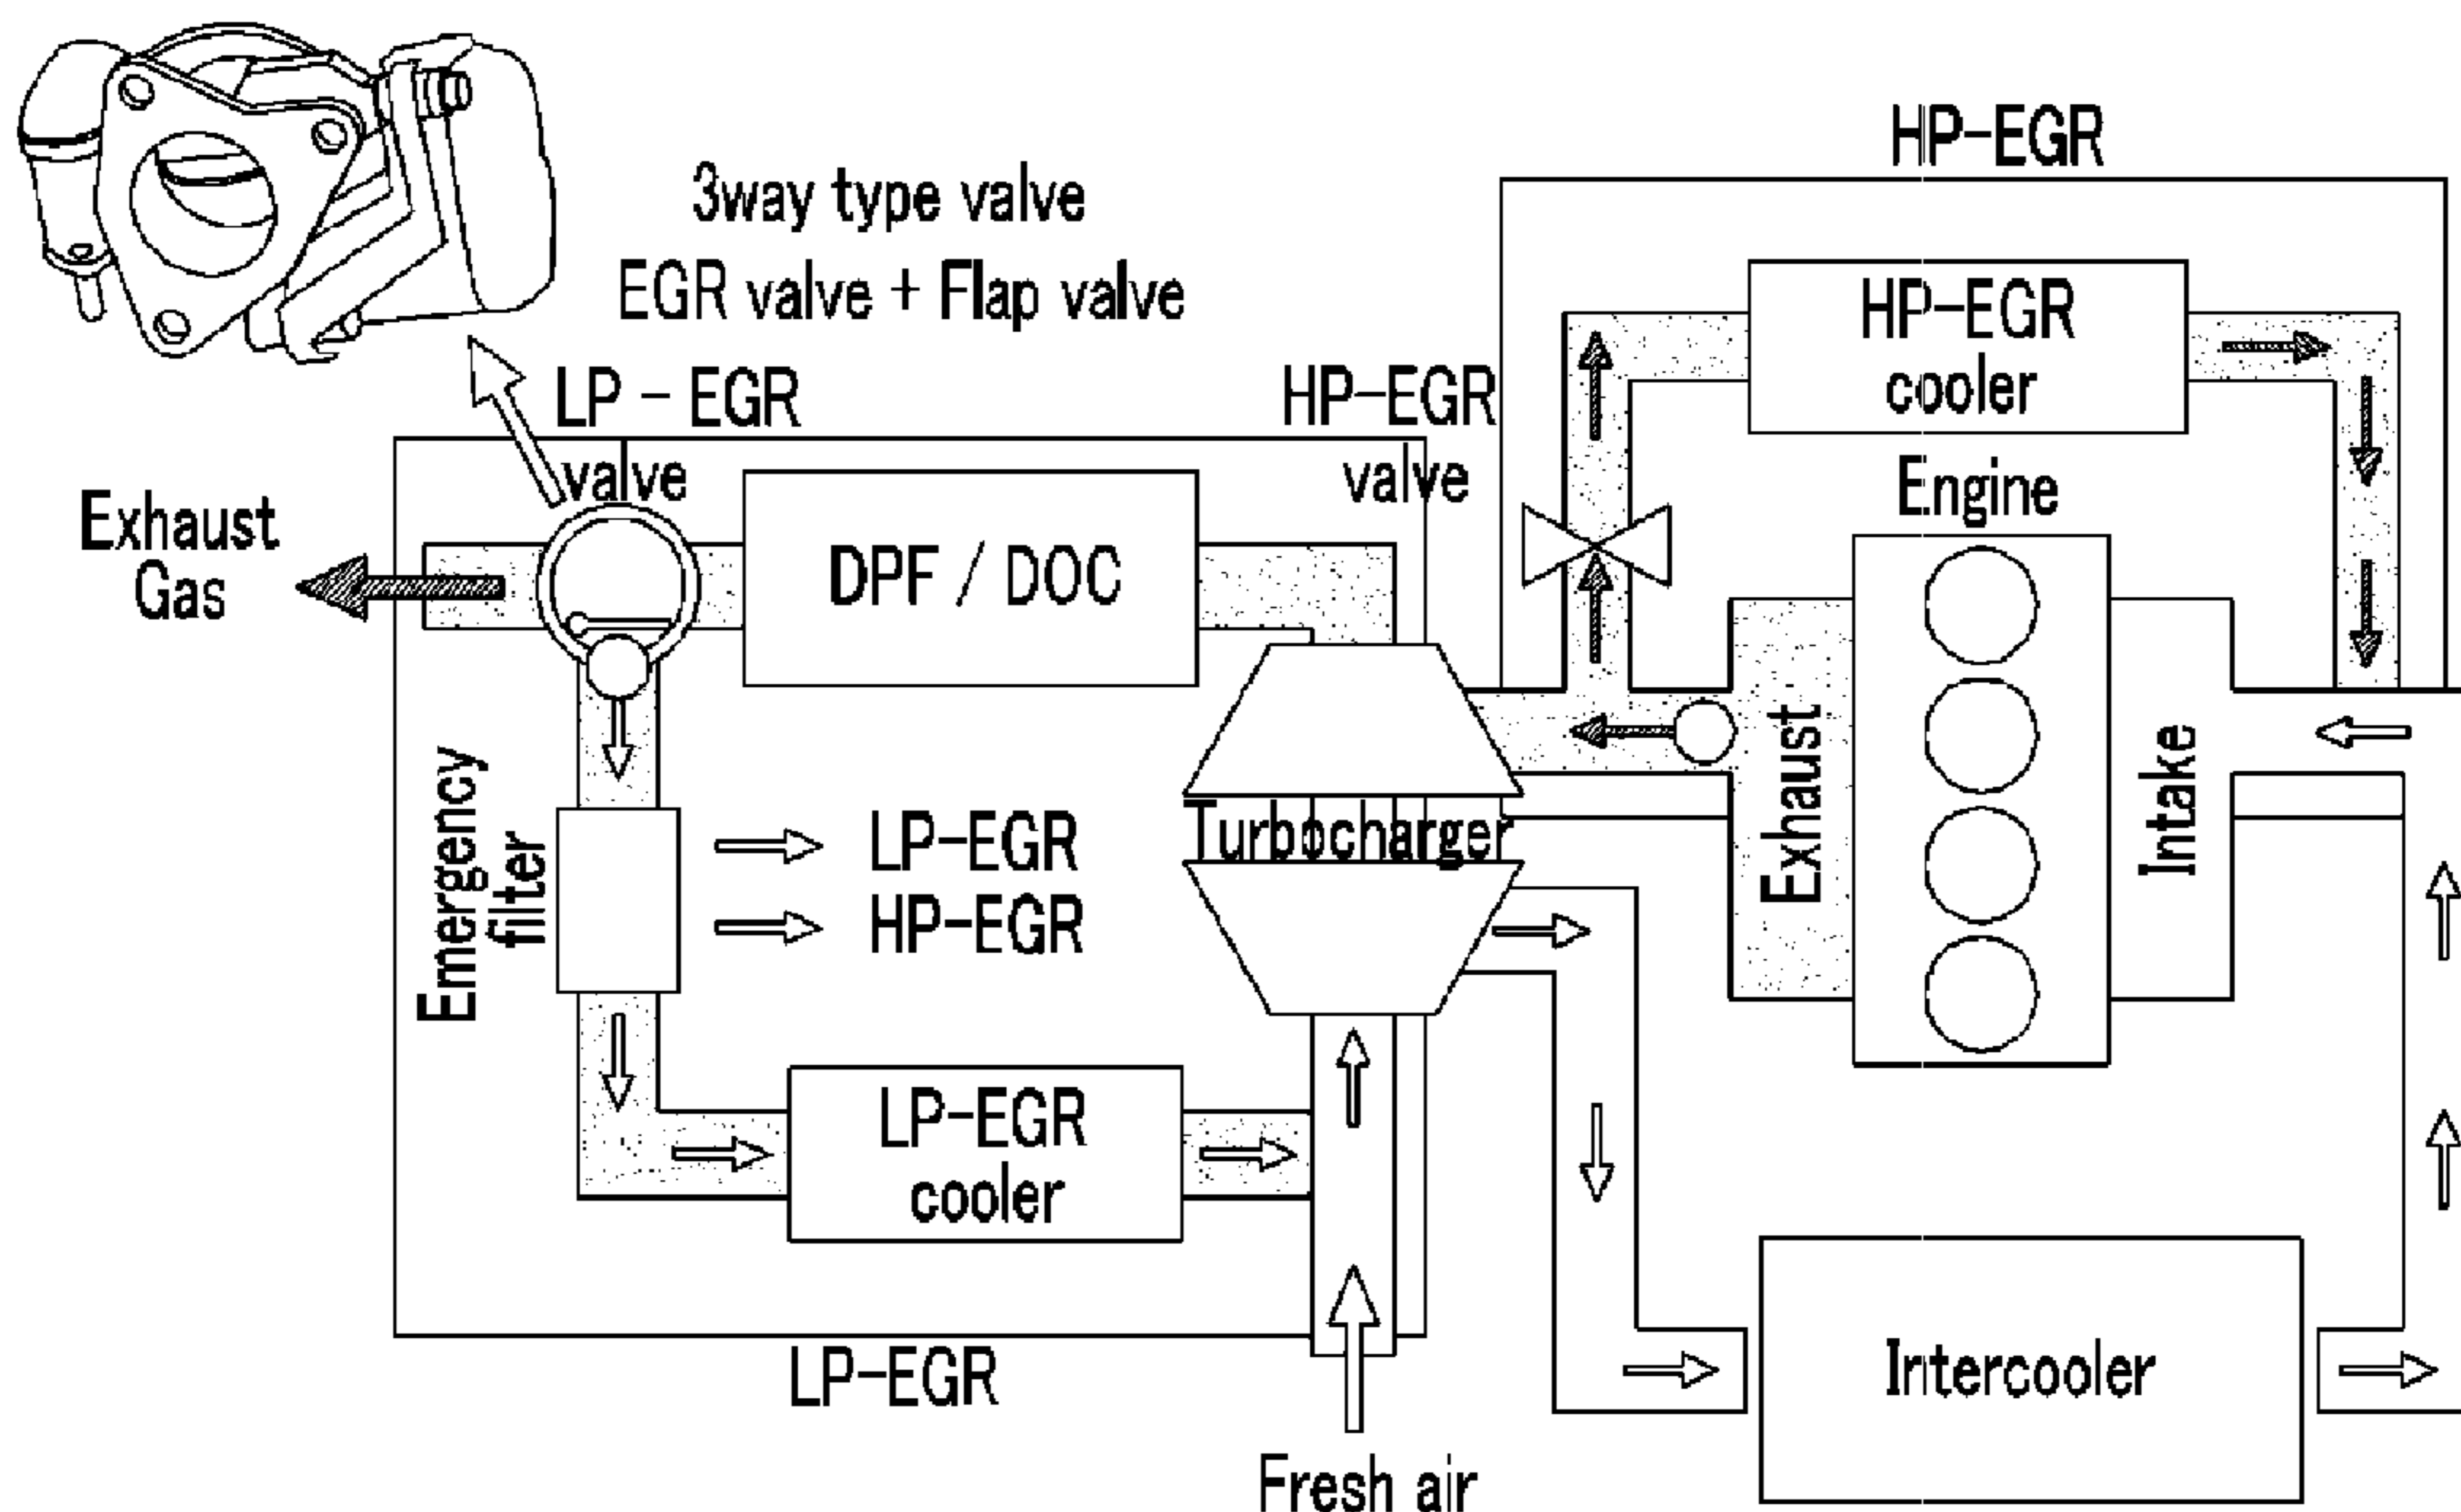 HP-EGR
3way type valve
EGR valve + Flap valve
HP-EGR
cooler
LP - EGR
valve
HP-EGR
valve
Engine
Exhaust
Gas
DPF / DOC
Emergency
filter
LP-EGR
HP-EGR
Turbocharger
Exhaust
Intake
LP-EGR
cooler
LP-EGR
Intercooler
Fresh air